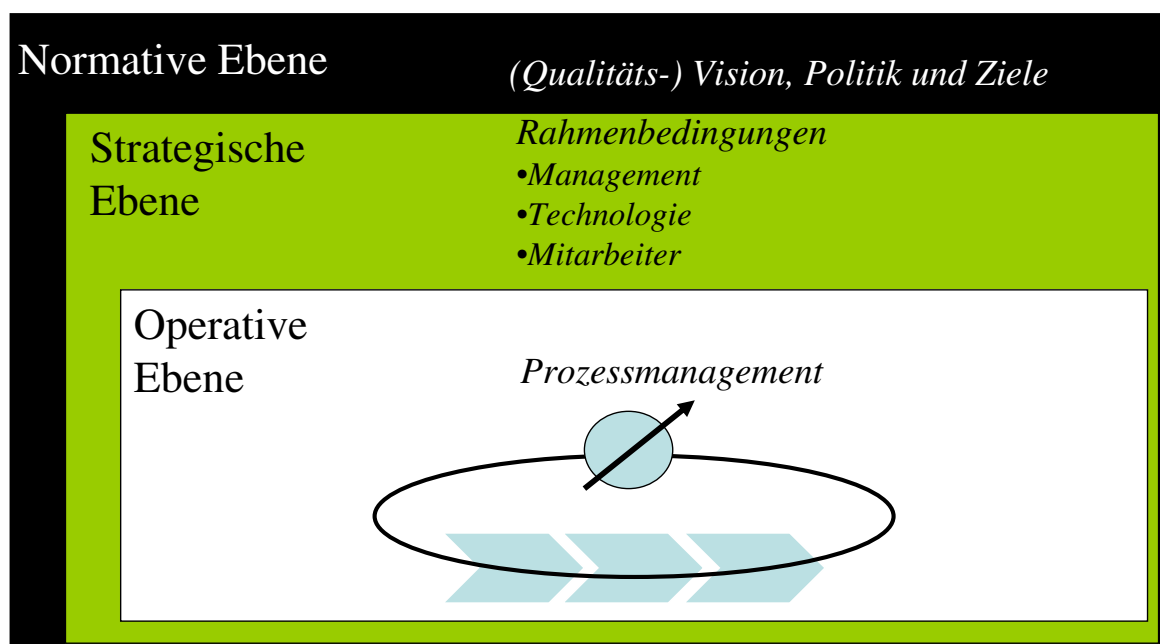 Normative Ebene
(Qualitäts-) Vision, Politik und Ziele
Strategische
Ebene
Rahmenbedingungen
•Management
•Technologie
•Mitarbeiter
Operative
Ebene
Prozessmanagement